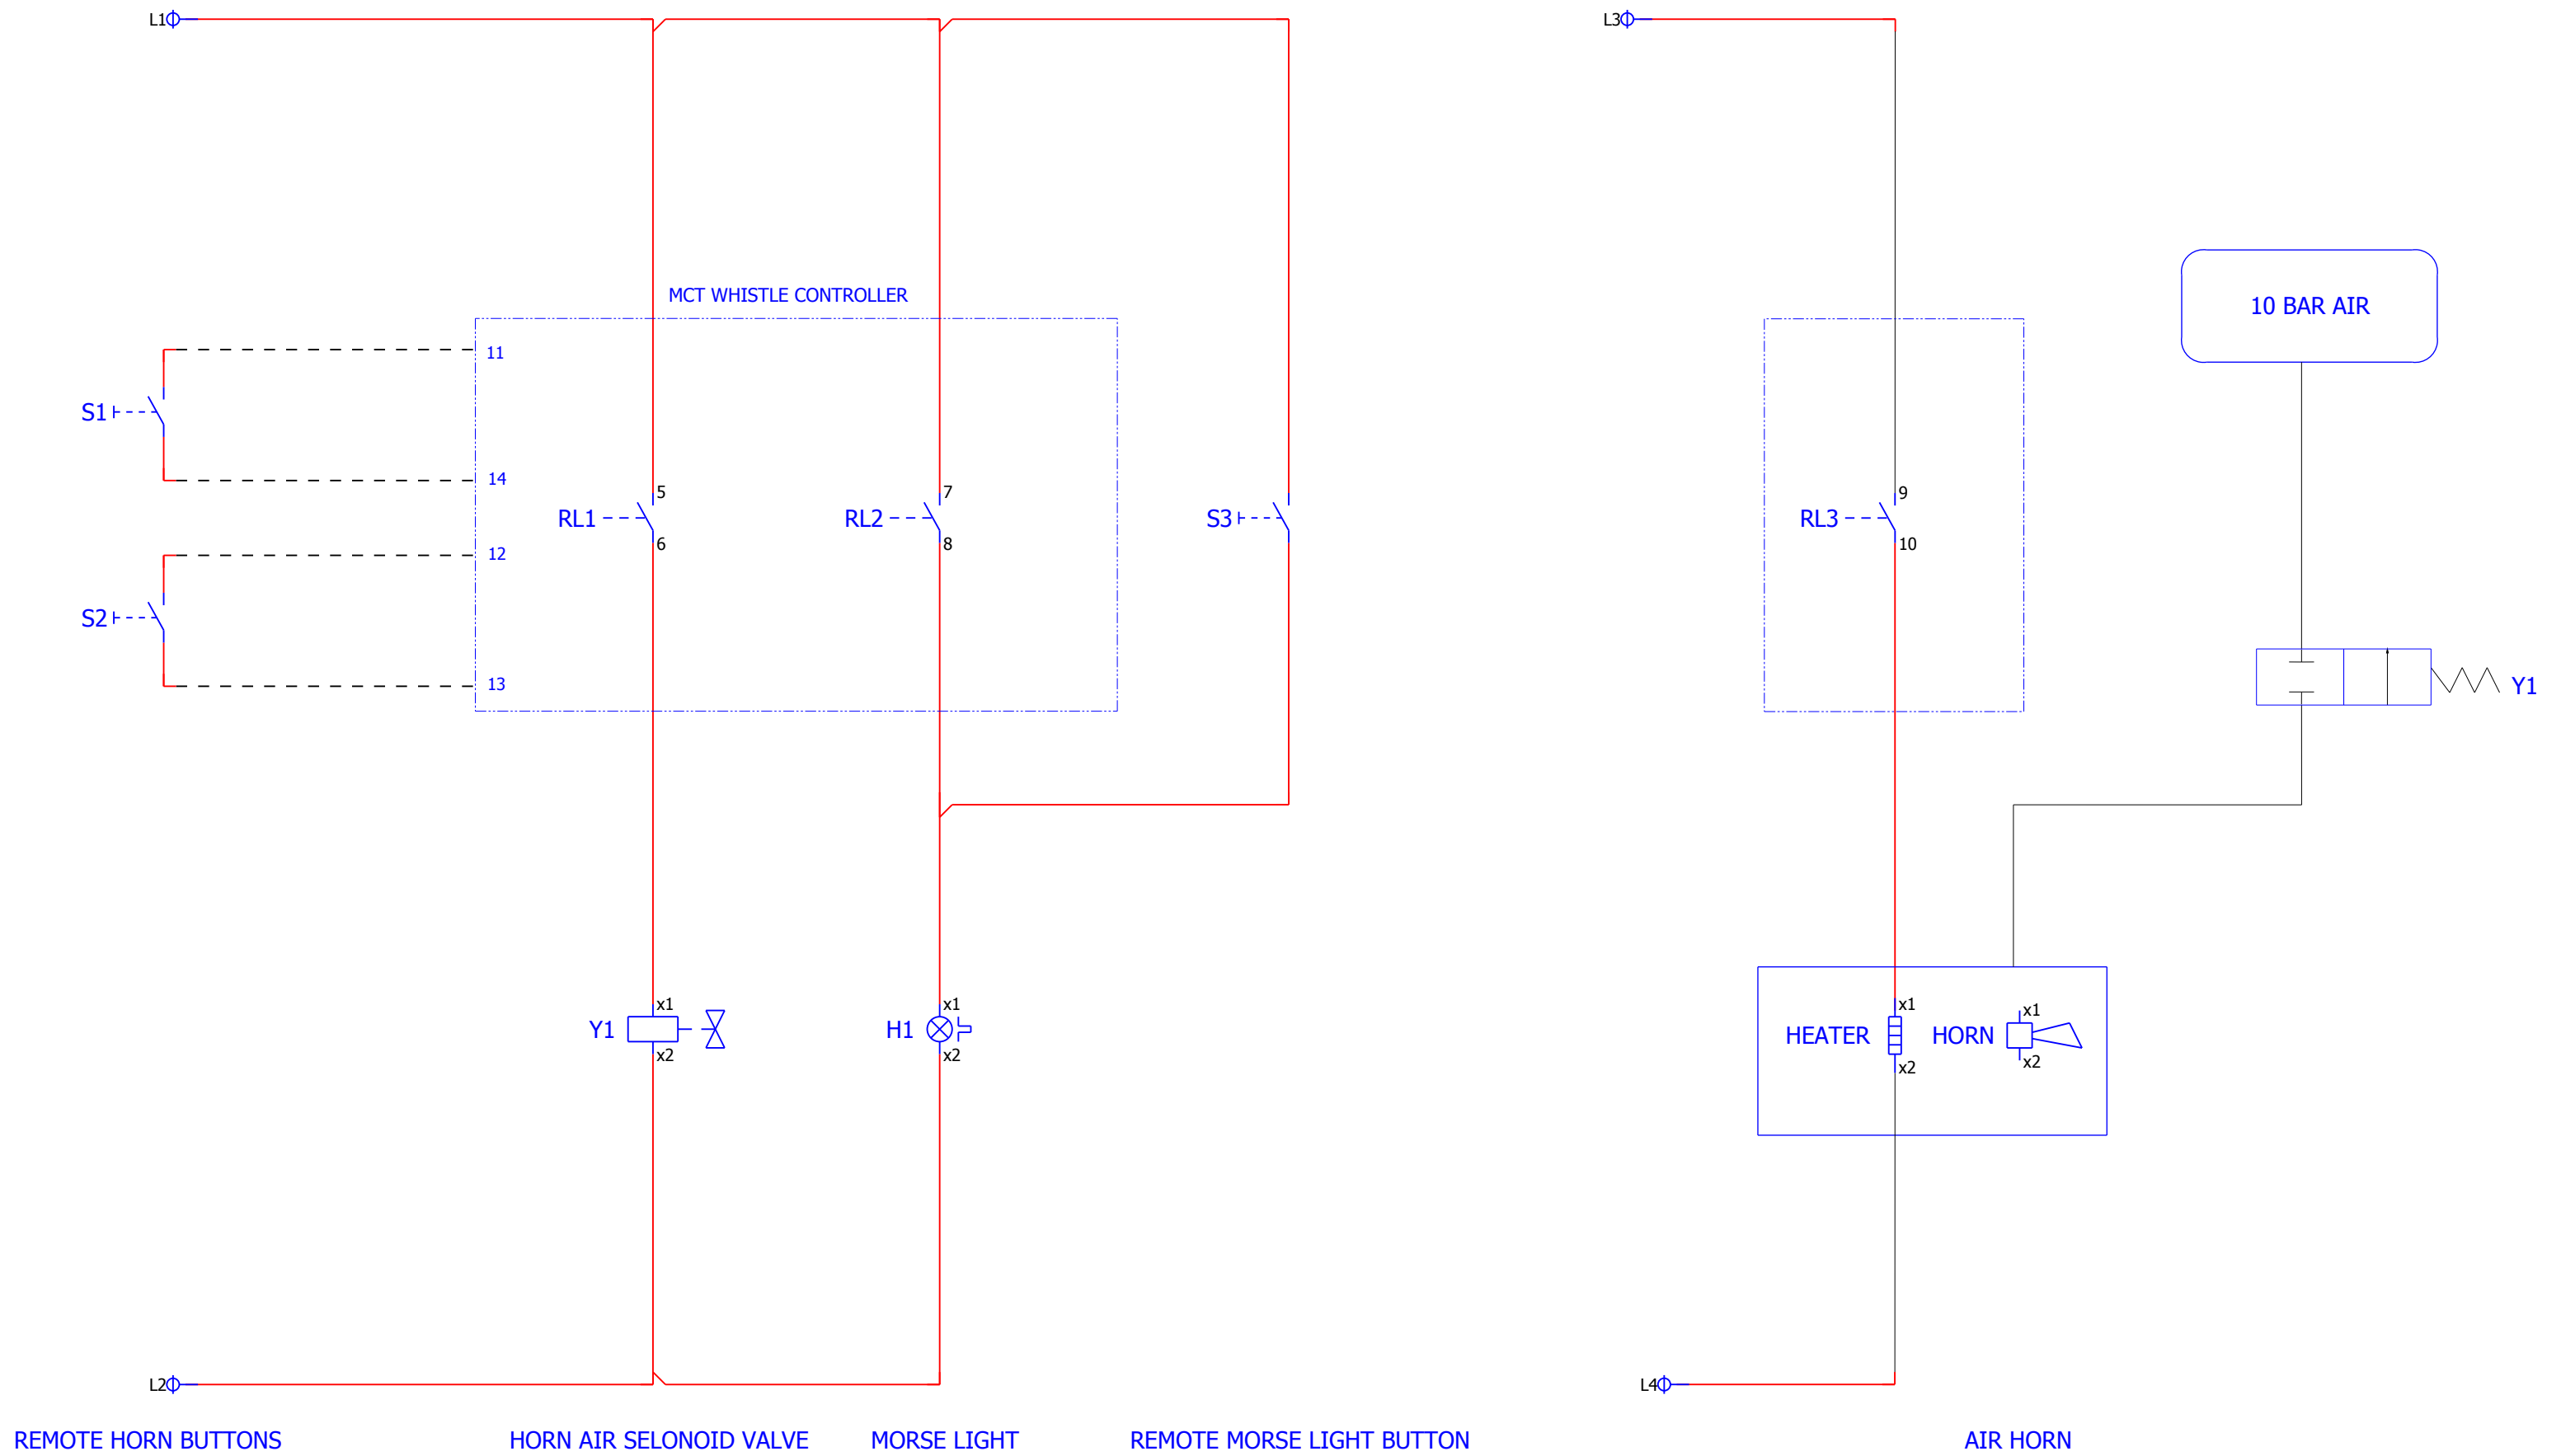 L1
L3
MCT WHISTLE CONTROLLER
10 BAR AIR
11
S1
14
5
7
9
RL1
RL2
S3
RL3
6
8
10
12
S2
13
Y1
x1
x1
x1
x1
Y1
H1
HEATER
HORN
x2
x2
x2
x2
L2
L4
REMOTE HORN BUTTONS
HORN AIR SELONOID VALVE
MORSE LIGHT
REMOTE MORSE LIGHT BUTTON
AIR HORN